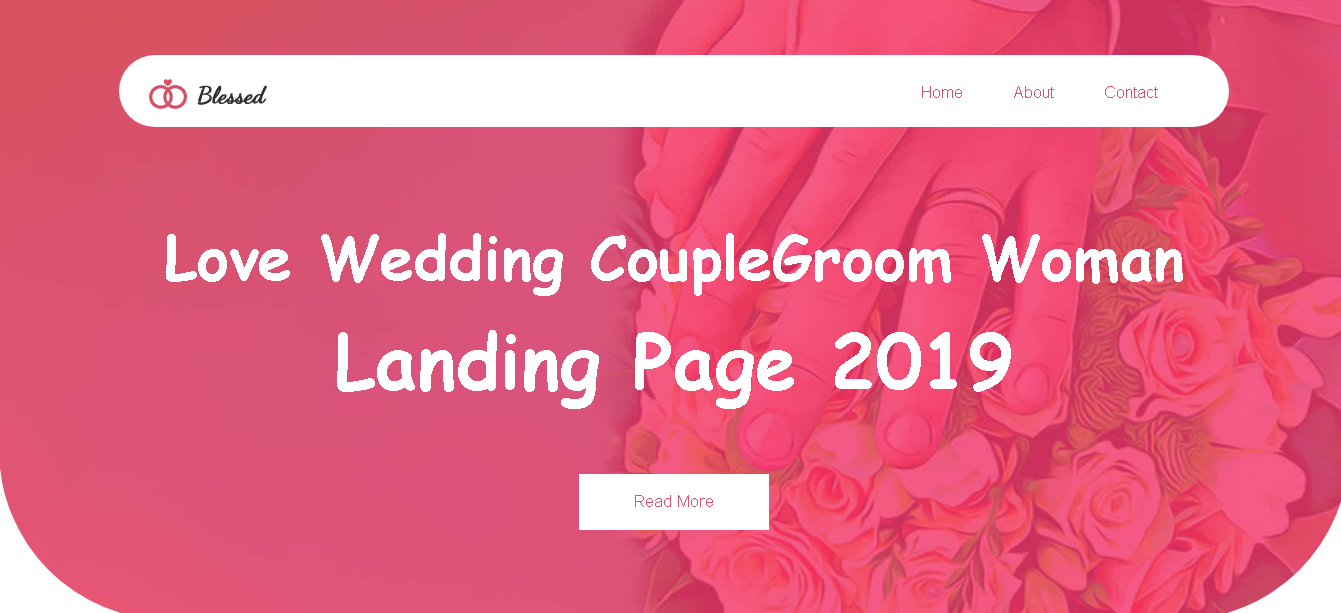 Blessed
Home About Contact
Love Wedding CoupleGroom Woman
Landing Page 2019
Read More